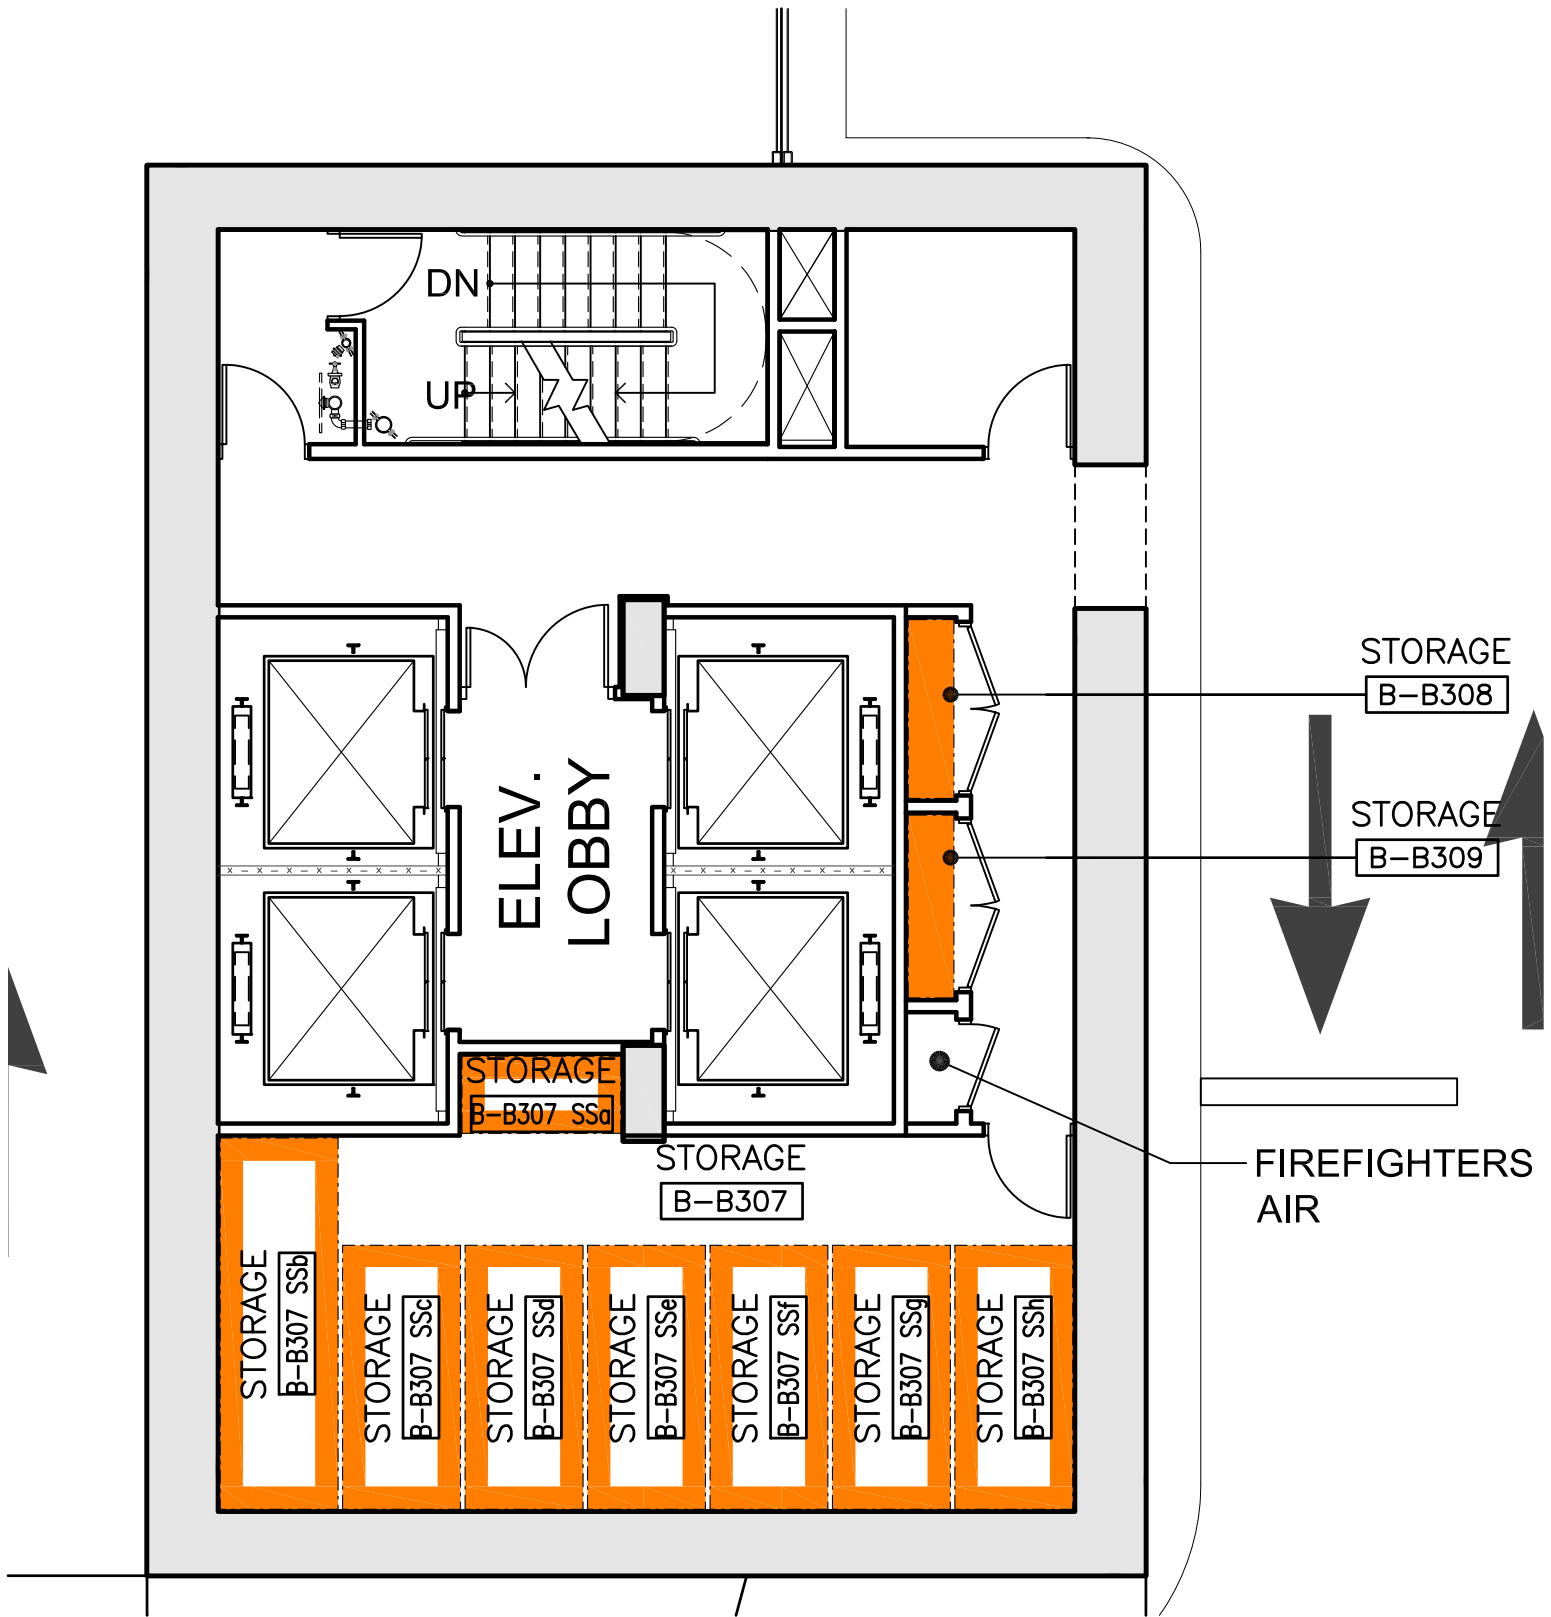 DN
UP
STORAGE
B-B308
STORAGE
B-B309
ELEV.
LOBBY
STORAGE
B-B307 SSa
STORAGE
B-B307
FIREFIGHTERS
AIR
STORAGE
B-B307 SSb
STORAGE
B-B307 SSc
STORAGE
B-B307 SSd
STORAGE
B-B307 SSe
STORAGE
B-B307 SSf
STORAGE
B-B307 SSg
STORAGE
B-B307 SSh